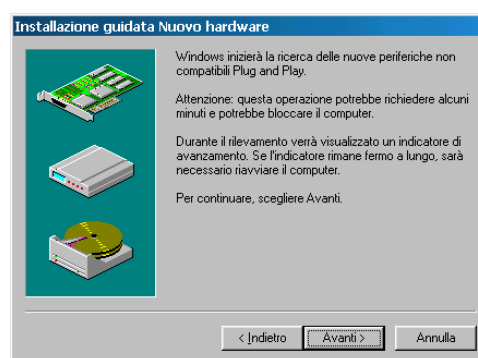 Installazione guidata Nuovo hardware
Windows inizierà la ricerca delle nuove periferiche non
compatibili Plug and Play.
Attenzione: questa operazione potrebbe richiedere alcuni
minuti e potrebbe bloccare il computer.
Durante il rilevamento verrà visualizzato un indicatore di
avanzamento. Se l'indicatore rimane fermo a lungo, sarà
necessario riavviare il computer.
Per continuare, scegliere Avanti.
< Indietro
Avanti >
Annulla